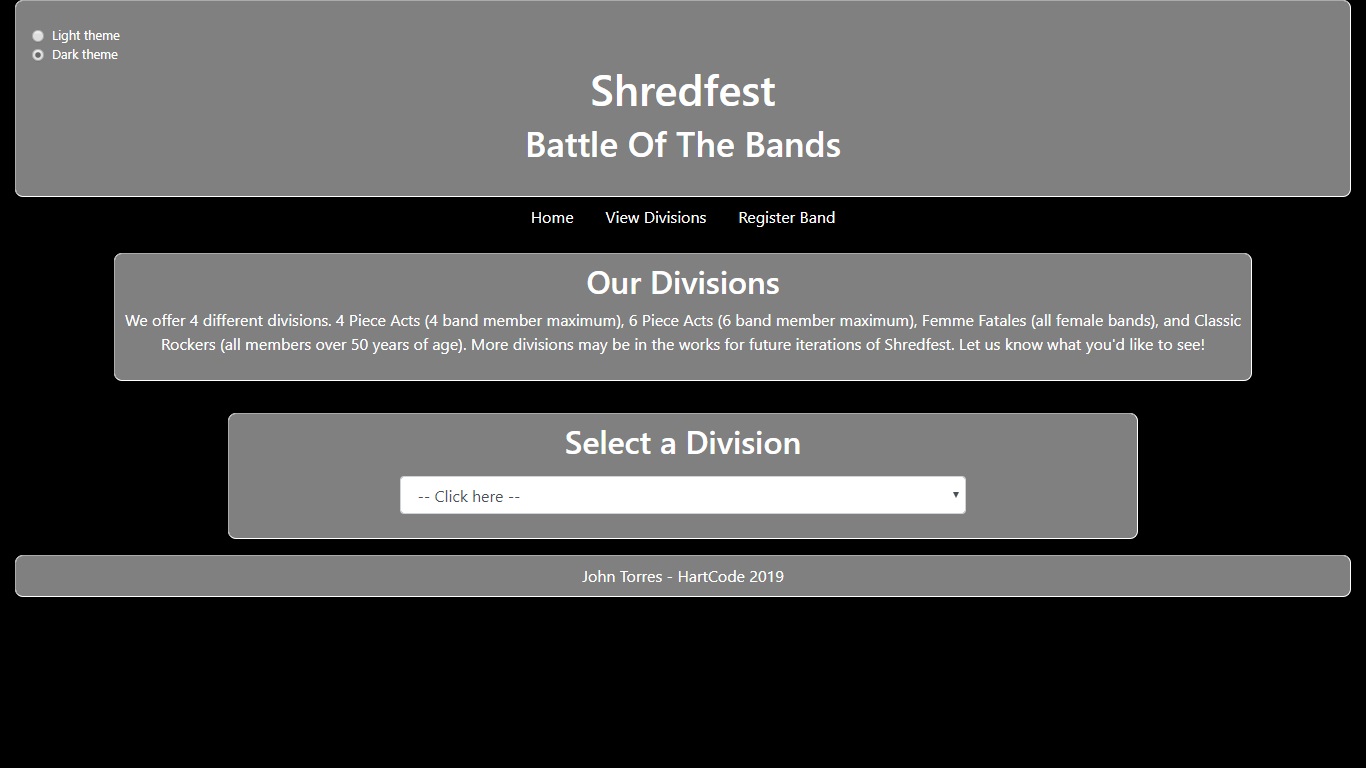 Light theme
Dark theme
Shredfest
Battle Of The Bands
Home View Divisions Register Band
Our Divisions
We offer 4 different divisions. 4 Piece Acts (4 band member maximum), 6 Piece Acts (6 band member maximum), Femme Fatales (all female bands), and Classic
Rockers (all members over 50 years of age). More divisions may be in the works for future iterations of Shredfest. Let us know what you'd like to see!
Select a Division
-- Click here --
John Torres - HartCode 2019